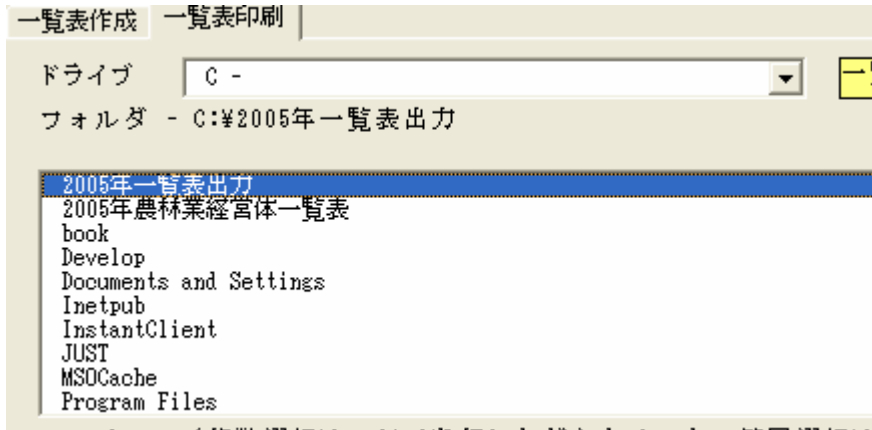 一覧表作成 一覧表印刷
ドライブ C -
フォルダ - C:¥2005年一覧表出力
2005年一覧表出力
2005年農林業経営体一覧表
book
Develop
Documents and Settings
Inetpub
InstantClient
JUST
MSOCache
Program Files